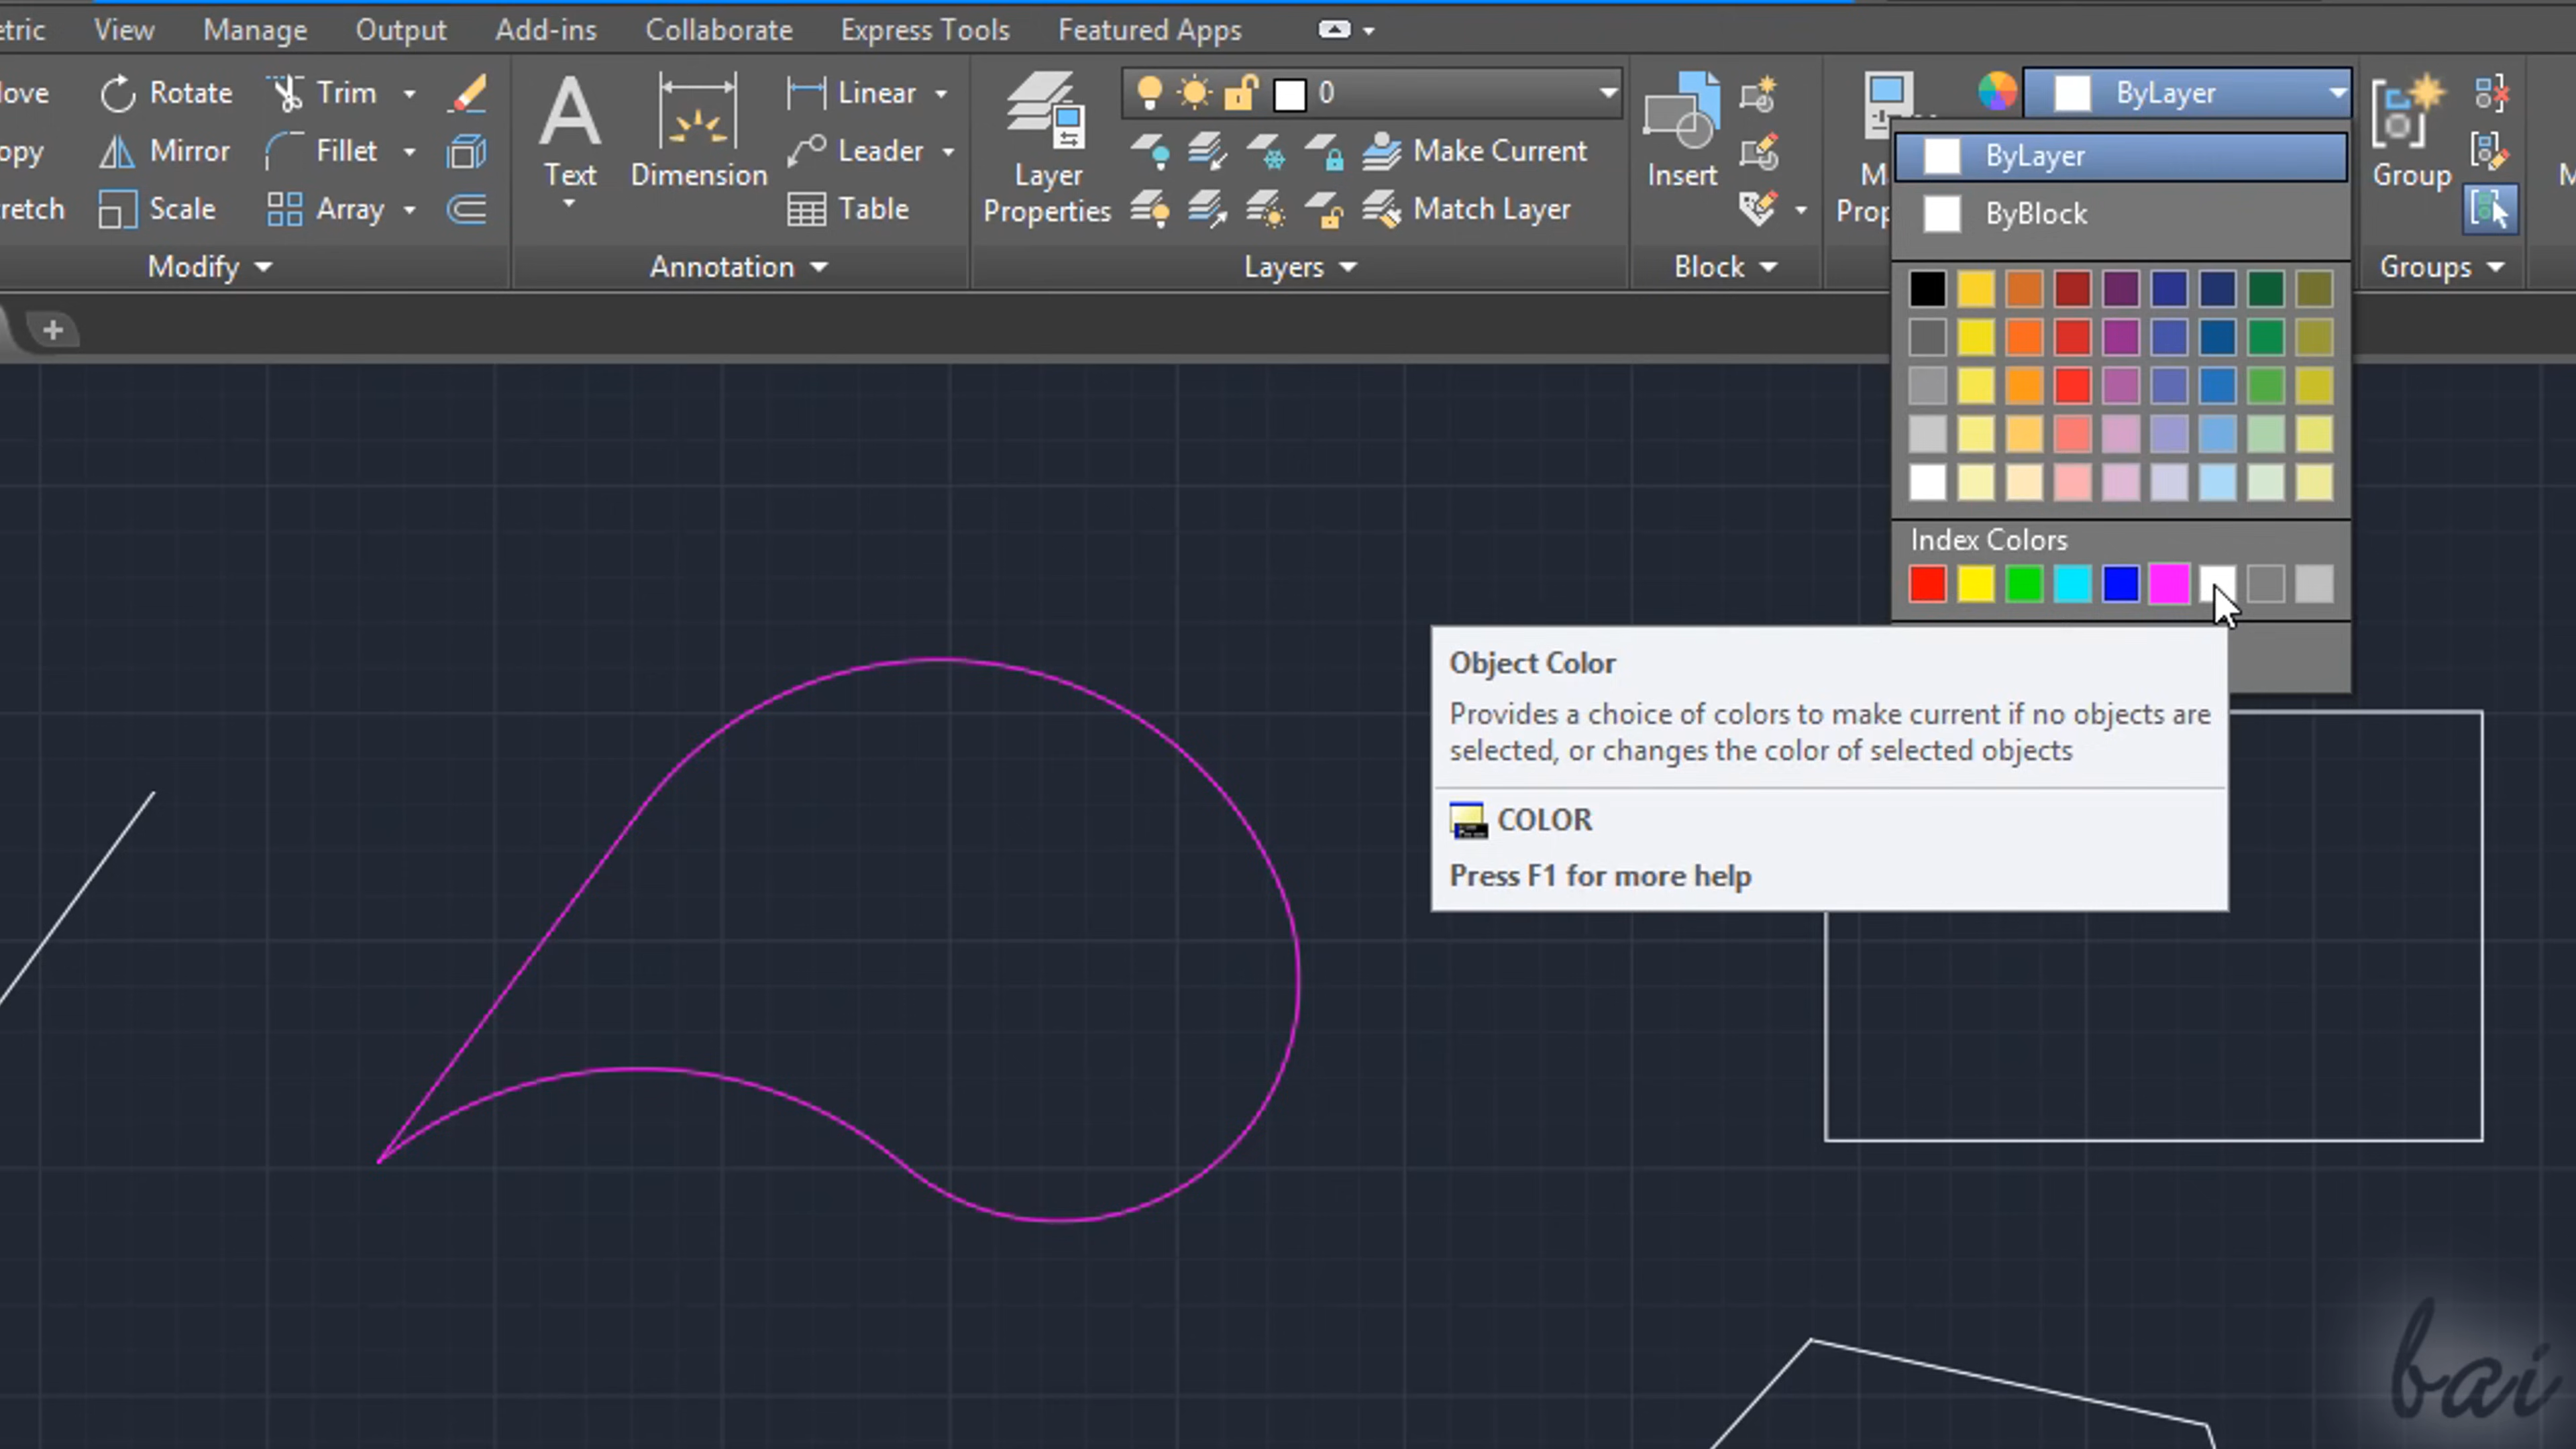 etric View Manage Output Add-ins Collaborate Express Tools Featured Apps
love Rotate Trim Linear 0 ByLayer
opy Mirror Fillet Leader Make Current ByLayer
Text Dimension Layer Insert M Group M
retch Scale Array Table Properties Match Layer Prop ByBlock
Modify Annotation Layers Block Groups
Index Colors
Object Color
Provides a choice of colors to make current if no objects are
selected, or changes the color of selected objects
COLOR
Press F1 for more help
bai